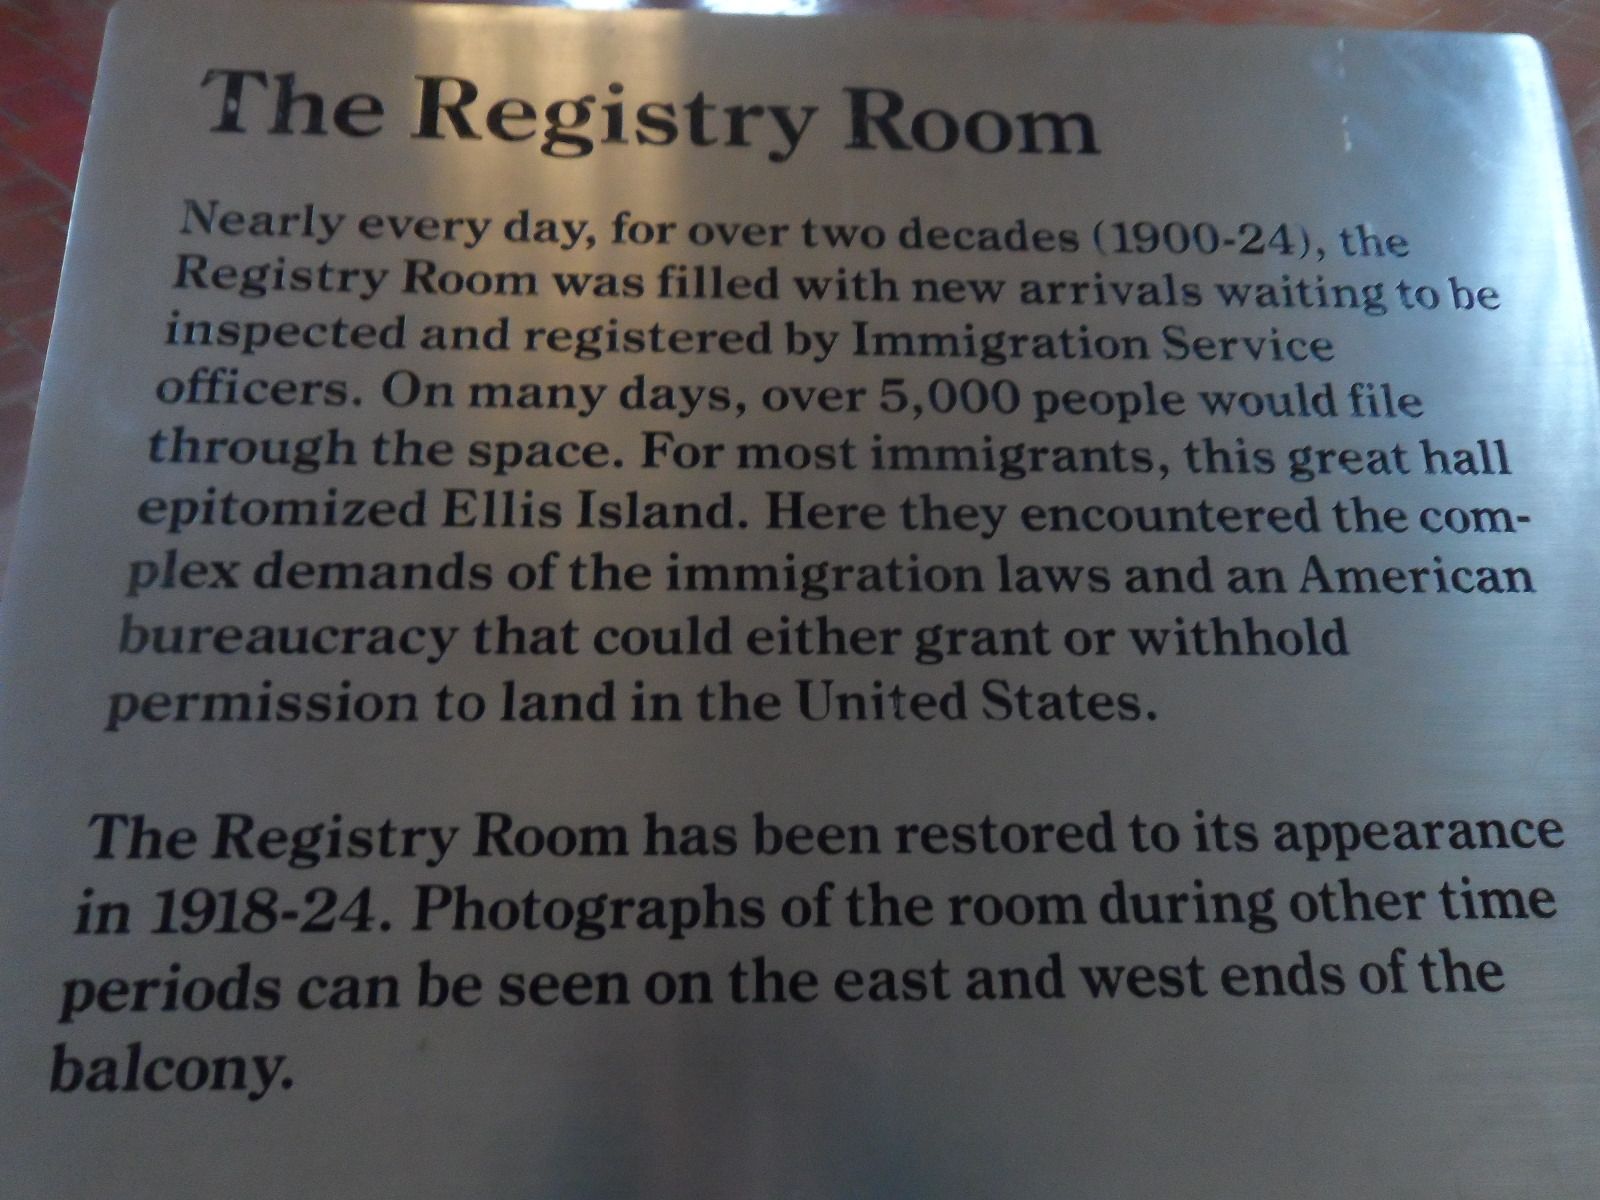 The Registry Room
Nearly every day, for over two decades (1900-24), the
Registry Room was filled with new arrivals waiting to be
inspected and registered by Immigration Service
officers. On many days, over 5,000 people would file
through the space. For most immigrants, this great hall
epitomized Ellis Island. Here they encountered the com-
plex demands of the immigration laws and an American
bureaucracy that could either grant or withhold
permission to land in the United States.
The Registry Room has been restored to its appearance
in 1918-24. Photographs of the room during other time
periods can be seen on the east and west ends of the
balcony.